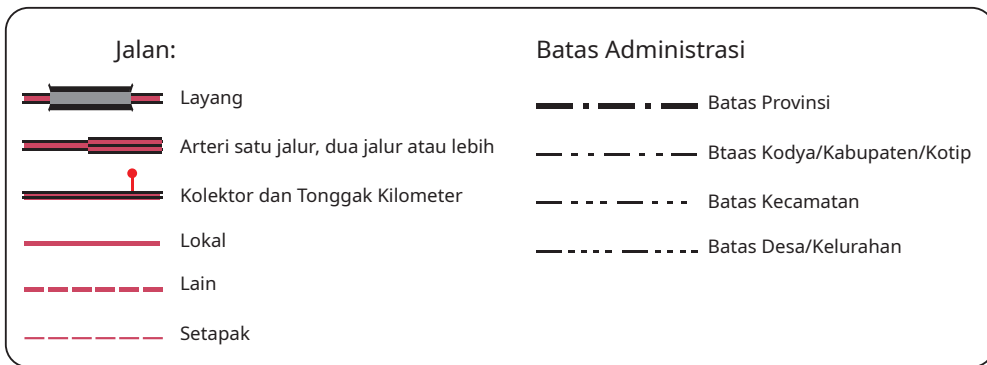 Jalan:
Layang
Arteri satu jalur, dua jalur atau lebih
Kolektor dan Tonggak Kilometer
Lokal
Lain
Setapak
Batas Administrasi
Batas Provinsi
Btaas Kodya/Kabupaten/Kotip
Batas Kecamatan
Batas Desa/Kelurahan